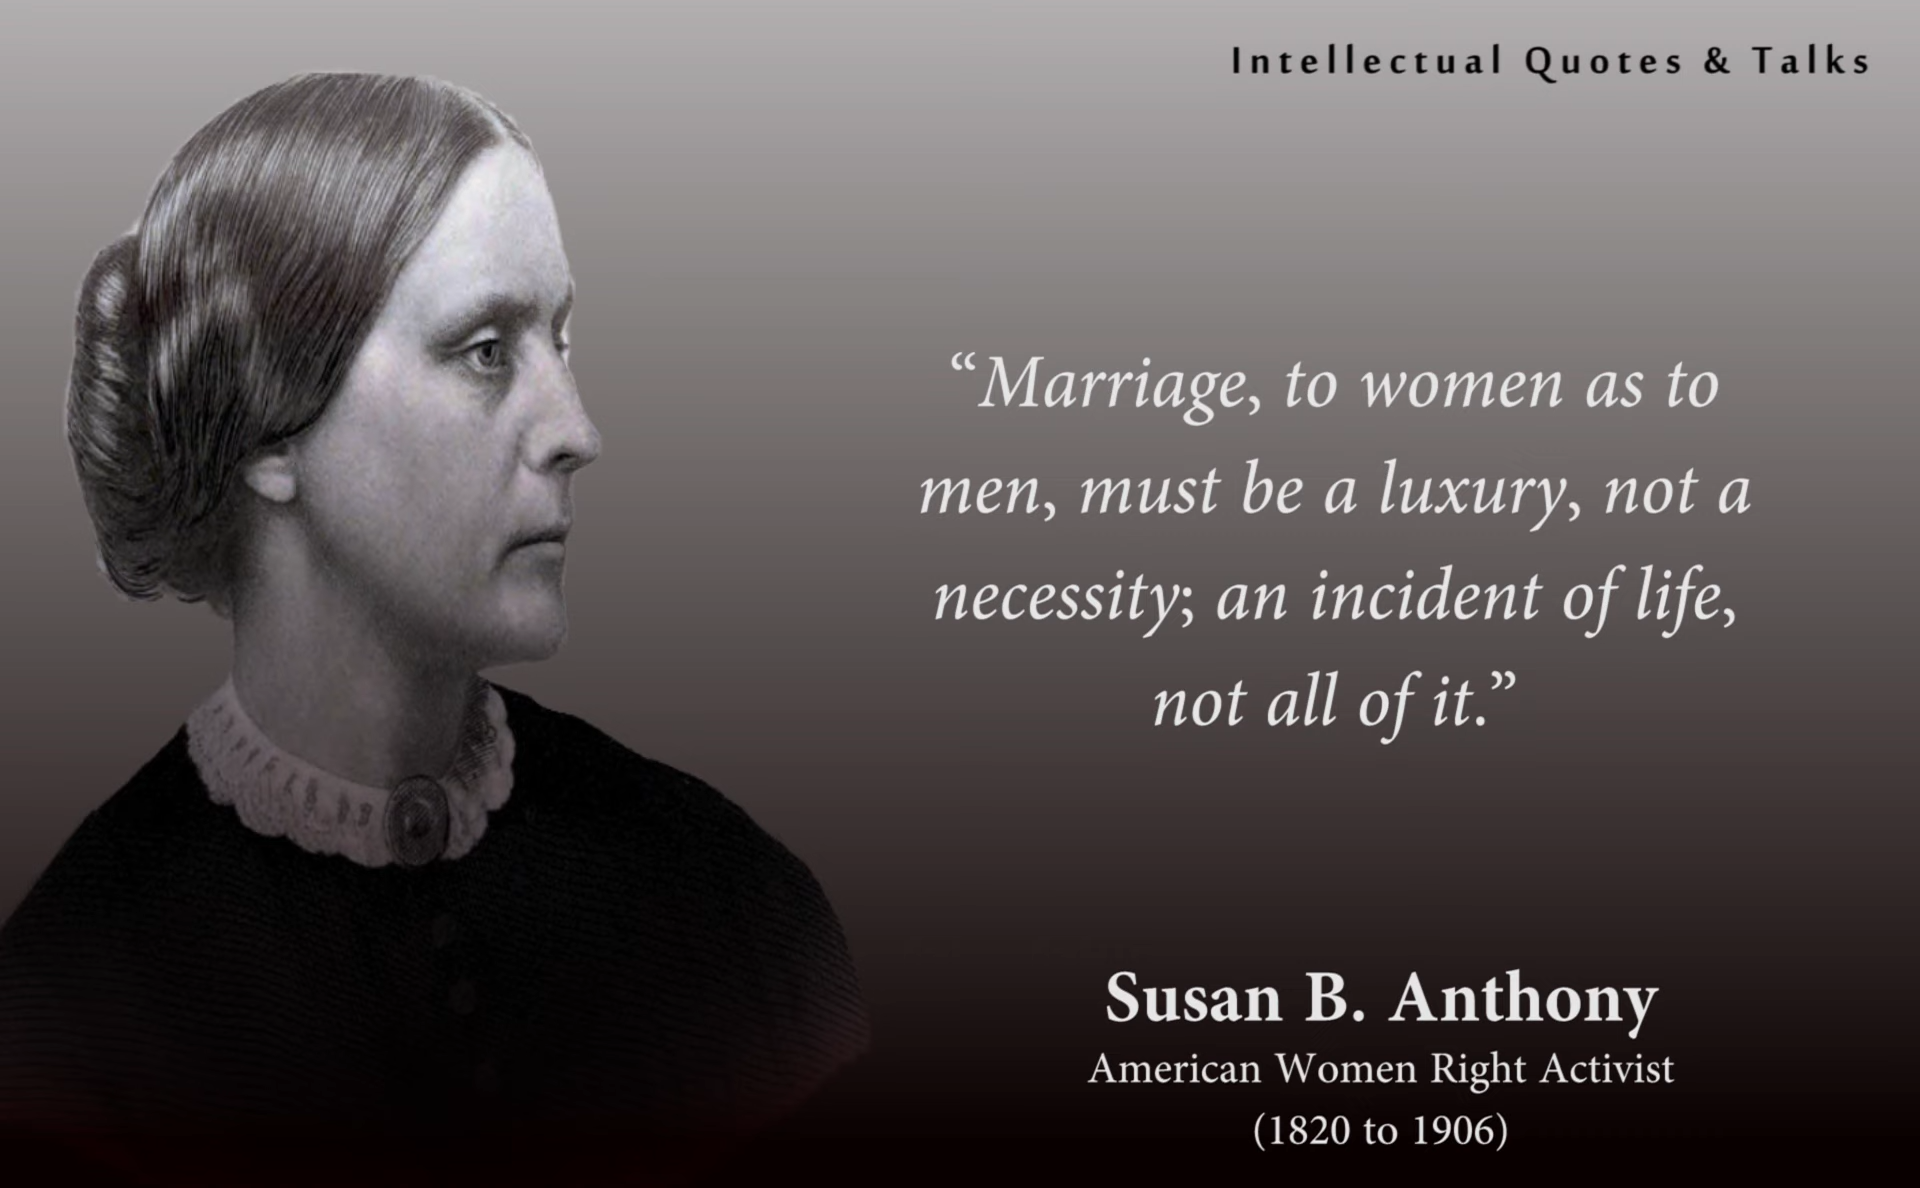 Intellectual Quotes & Talks
“Marriage, to women as to
men, must be a luxury, not a
necessity; an incident of life,
not all of it.”
Susan B. Anthony
American Women Right Activist
(1820 to 1906)